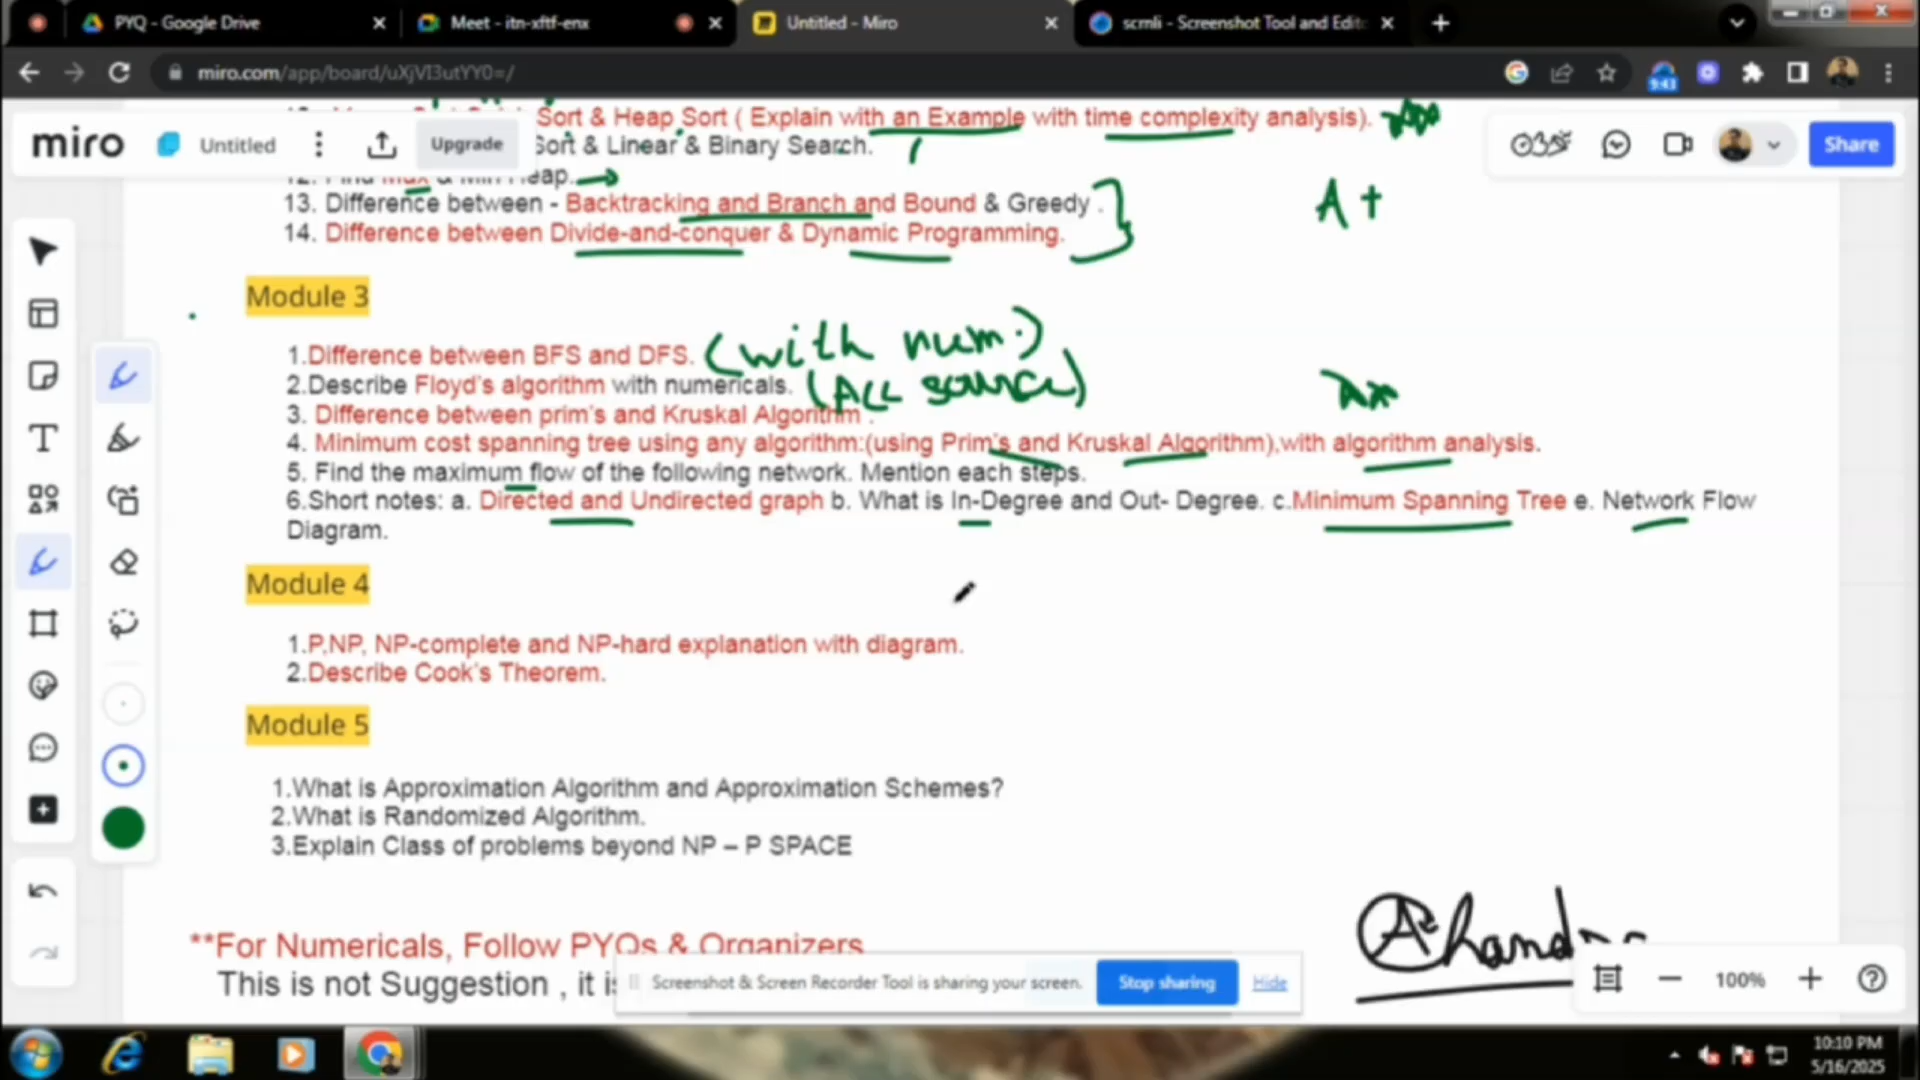 PYQ - Google Drive
Meet - itn-xftf-enx
Untitled - Miro
scmli - Screenshot Tool and Edit
miro.com/app/board/uXjVI3utYY0=/
9:43
miro
Untitled
Upgrade
Share
Sort & Heap Sort ( Explain with an Example with time complexity analysis).
Sort & Linear & Binary Search.
12. Find Max & Min Heap.
13. Difference between - Backtracking and Branch and Bound & Greedy .
14. Difference between Divide-and-conquer & Dynamic Programming.
A+
Module 3
1.Difference between BFS and DFS. (with num.)
2.Describe Floyd's algorithm with numericals. (ALL source)
3. Difference between prim's and Kruskal Algorithm .
4. Minimum cost spanning tree using any algorithm:(using Prim's and Kruskal Algorithm),with algorithm analysis.
5. Find the maximum flow of the following network. Mention each steps.
6.Short notes: a. Directed and Undirected graph b. What is In-Degree and Out- Degree. c.Minimum Spanning Tree e. Network Flow
Diagram.
Module 4
1.P,NP, NP-complete and NP-hard explanation with diagram.
2.Describe Cook's Theorem.
Module 5
1.What is Approximation Algorithm and Approximation Schemes?
2.What is Randomized Algorithm.
3.Explain Class of problems beyond NP – P SPACE
**For Numericals, Follow PYQs & Organizers
This is not Suggestion , it is
Screenshot & Screen Recorder Tool is sharing your screen.
Stop sharing
Hide
100%
10:10 PM
5/16/2025